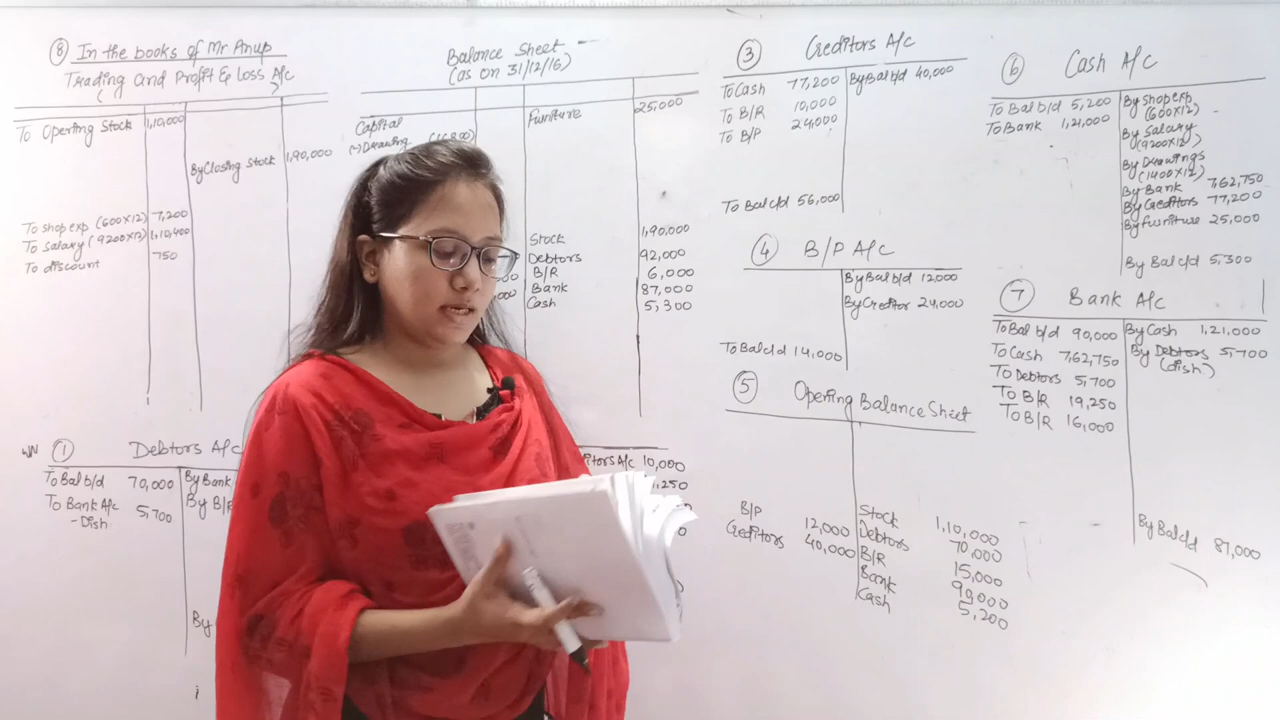 ⑧ In the books of Mr Anup
Trading and Profit & Loss A/c
To Opening Stock 1,10,000
By Closing Stock 1,90,000
To shop exp (600X12) 7,200
To Salary (9200X12) 1,10,400
To discount 750
Balance Sheet
(as on 31/12/16)
Capital
(-) Drawing (16,800)
Furniture 25,000
Stock 1,90,000
Debtors 92,000
B/R 6,000
Bank 87,000
Cash 5,300
WN ① Debtors A/c
To Bal b/d 70,000 By Bank
To Bank A/c 5,700 By B/R
- Dish
By
10,000
③ Creditors A/c
To Cash 77,200 By Bal b/d 40,000
To B/R 10,000
To B/P 24,000
To Bal c/d 56,000
④ B/P A/c
By Bal b/d 12,000
By Creditor 24,000
To Bal c/d 14,000
⑤ Opening Balance Sheet
B/P 12,000
Creditors 40,000
Stock 1,10,000
Debtors 70,000
B/R 15,000
Bank 90,000
Cash 5,200
⑥ Cash A/c
To Bal b/d 5,200 By Shop exp
(600X12)
To Bank 1,21,000
By Salary
(9200X12)
By Drawings
(1400X12)
By Bank 7,62,750
By Creditors 77,200
By furniture 25,000
By Bal c/d 5,300
⑦ Bank A/c
To Bal b/d 90,000 By Cash 1,21,000
To Cash 7,62,750 By Debtors 5,700
(dish)
To Debtors 5,700
To B/R 19,250
To B/R 16,000
By Bal c/d 87,000